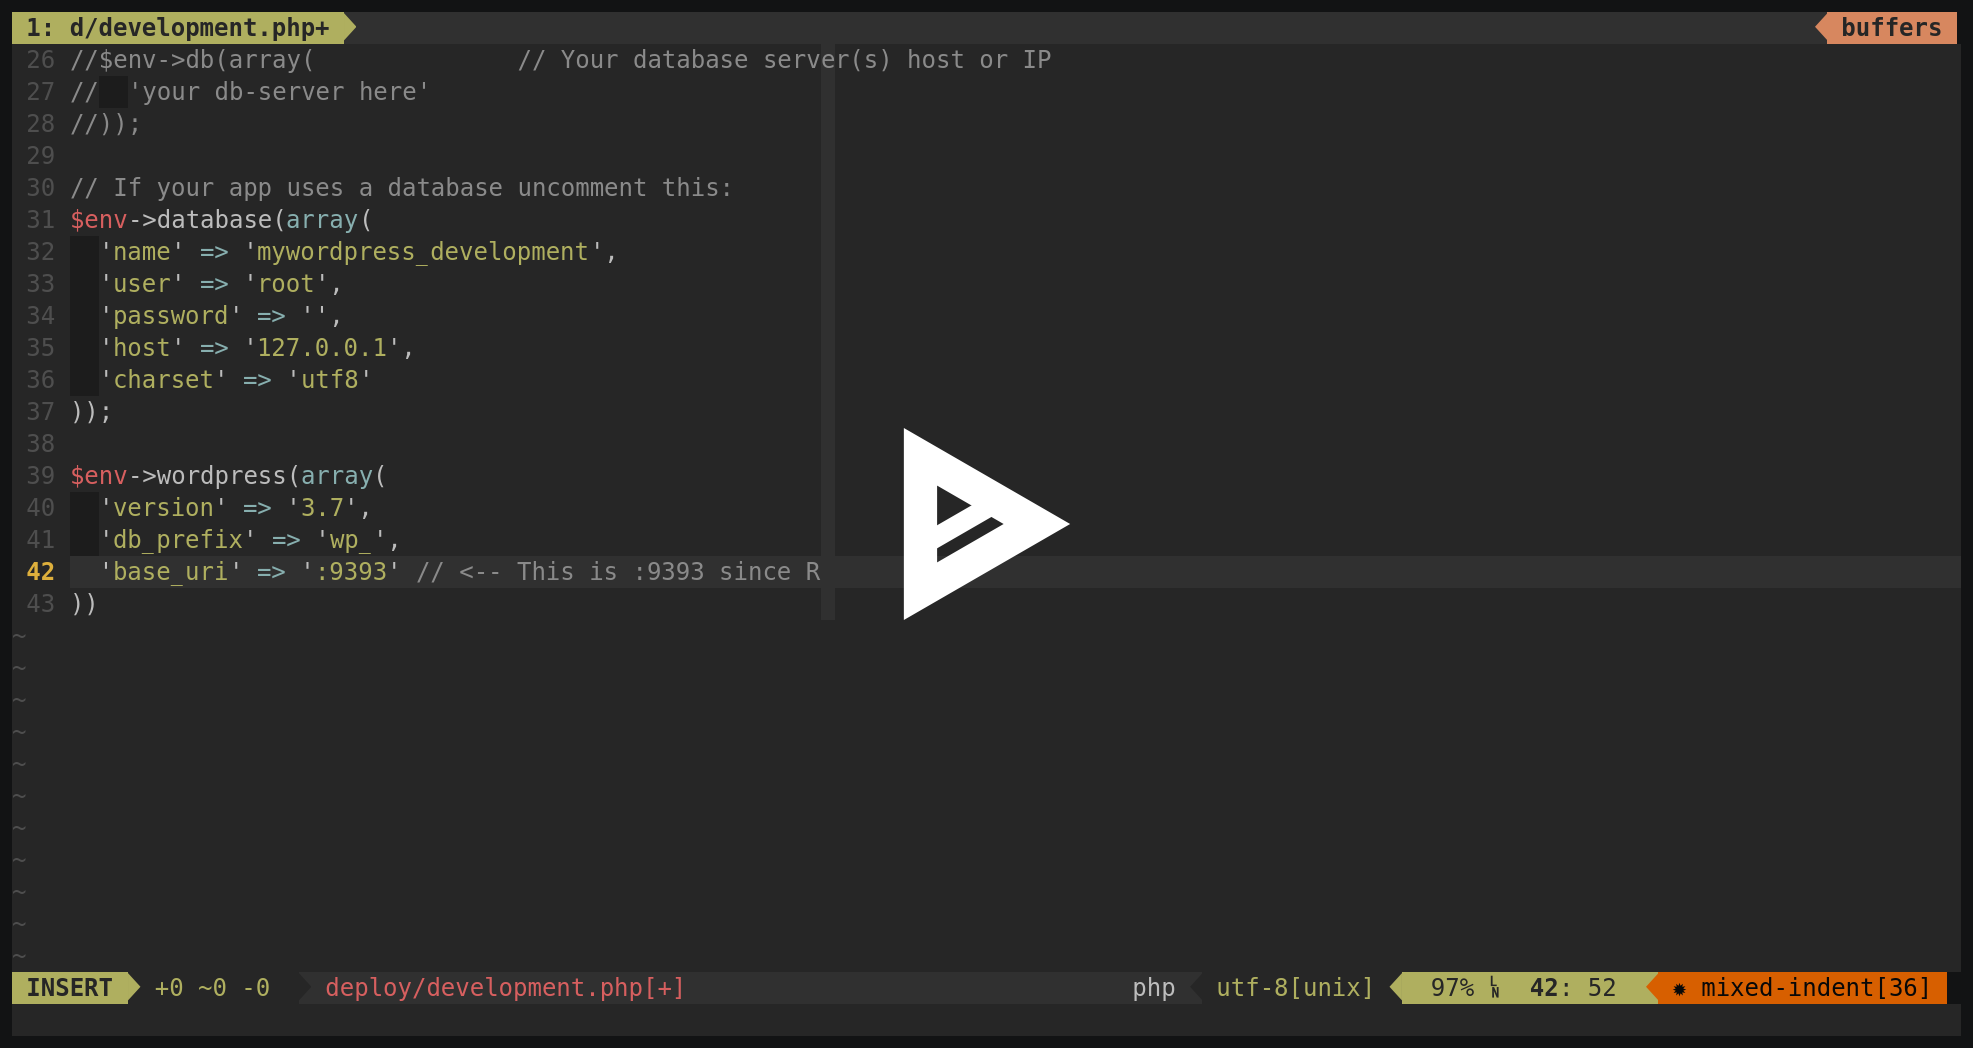 1: d/development.php+ buffers
26 //$env->db(array(              // Your database server(s) host or IP
27 //  'your db-server here'
28 //));
29
30 // If your app uses a database uncomment this:
31 $env->database(array(
32   'name' => 'mywordpress_development',
33   'user' => 'root',
34   'password' => '',
35   'host' => '127.0.0.1',
36   'charset' => 'utf8'
37 ));
38
39 $env->wordpress(array(
40   'version' => '3.7',
41   'db_prefix' => 'wp_',
42   'base_uri' => ':9393' // <-- This is :9393 since R
43 ))
~
~
~
~
~
~
~
~
~
~
~
INSERT +0 ~0 -0 deploy/development.php[+] php utf-8[unix] 97% ␤ 42: 52 ✹ mixed-indent[36]